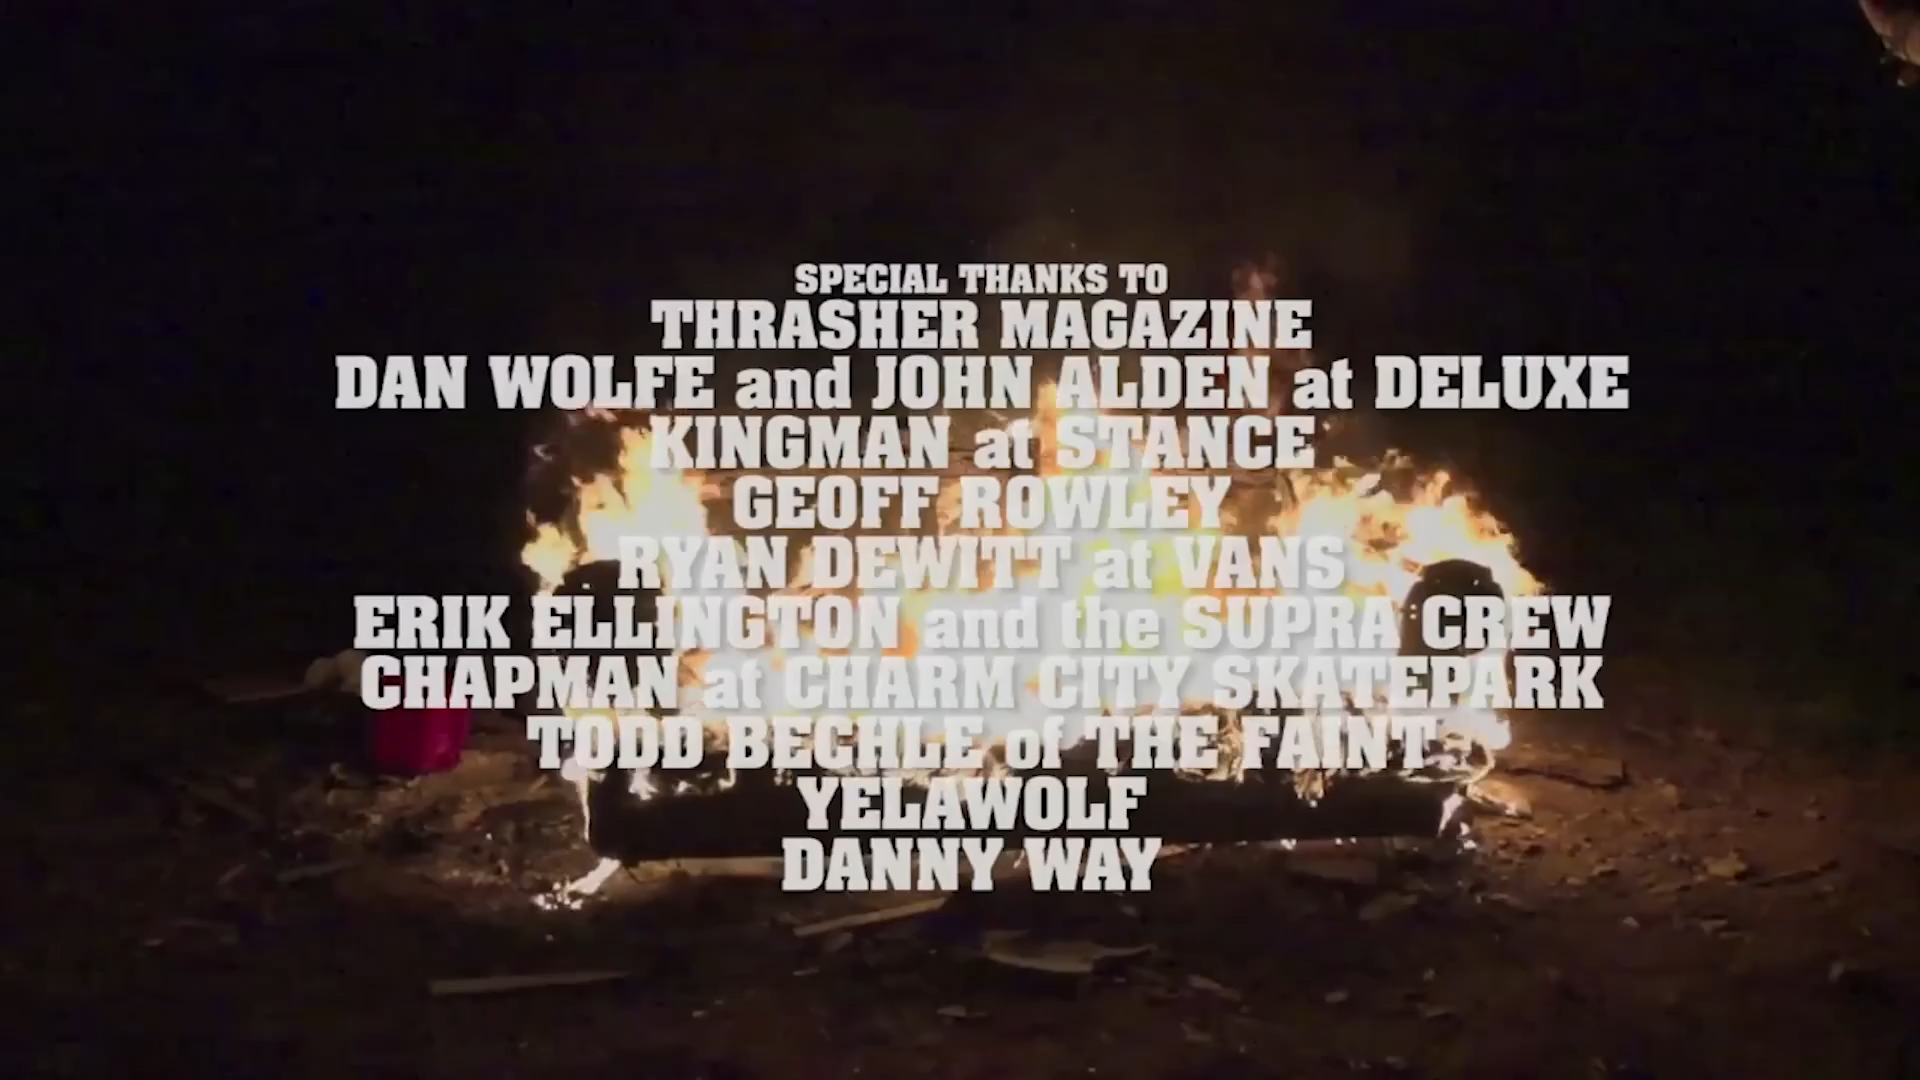 SPECIAL THANKS TO
THRASHER MAGAZINE
DAN WOLFE and JOHN ALDEN at DELUXE
KINGMAN at STANCE
GEOFF ROWLEY
RYAN DEWITT at VANS
ERIK ELLINGTON and the SUPRA CREW
CHAPMAN at CHARM CITY SKATEPARK
TODD BECHLE of THE FAINT
YELAWOLF
DANNY WAY